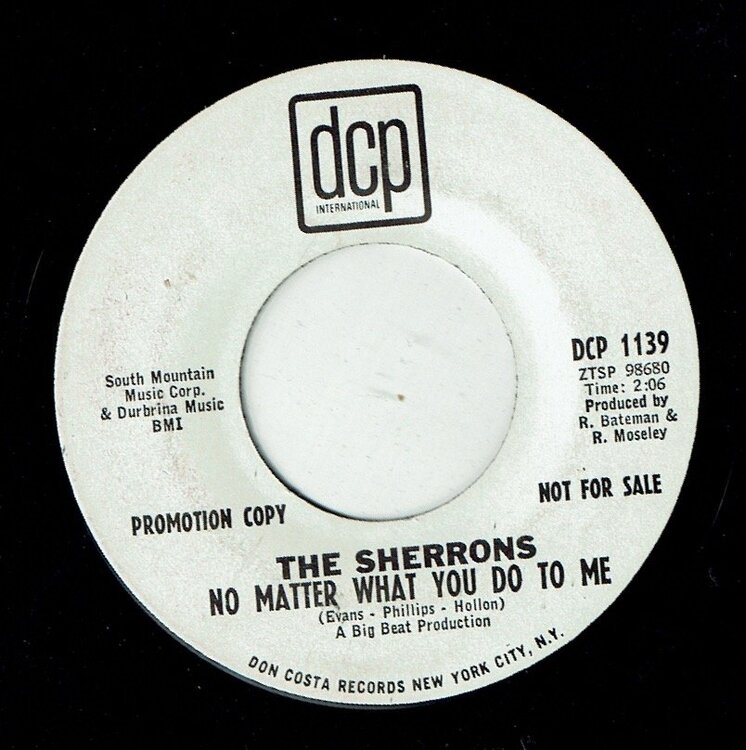 dcp
INTERNATIONAL
South Mountain
Music Corp.
& Durbrina Music
BMI
DCP 1139
ZTSP 98680
Time: 2:06
Produced by
R. Bateman &
R. Moseley
PROMOTION COPY
NOT FOR SALE
THE SHERRONS
NO MATTER WHAT YOU DO TO ME
(Evans - Phillips - Hollon)
A Big Beat Production
DON COSTA RECORDS NEW YORK CITY, N.Y.